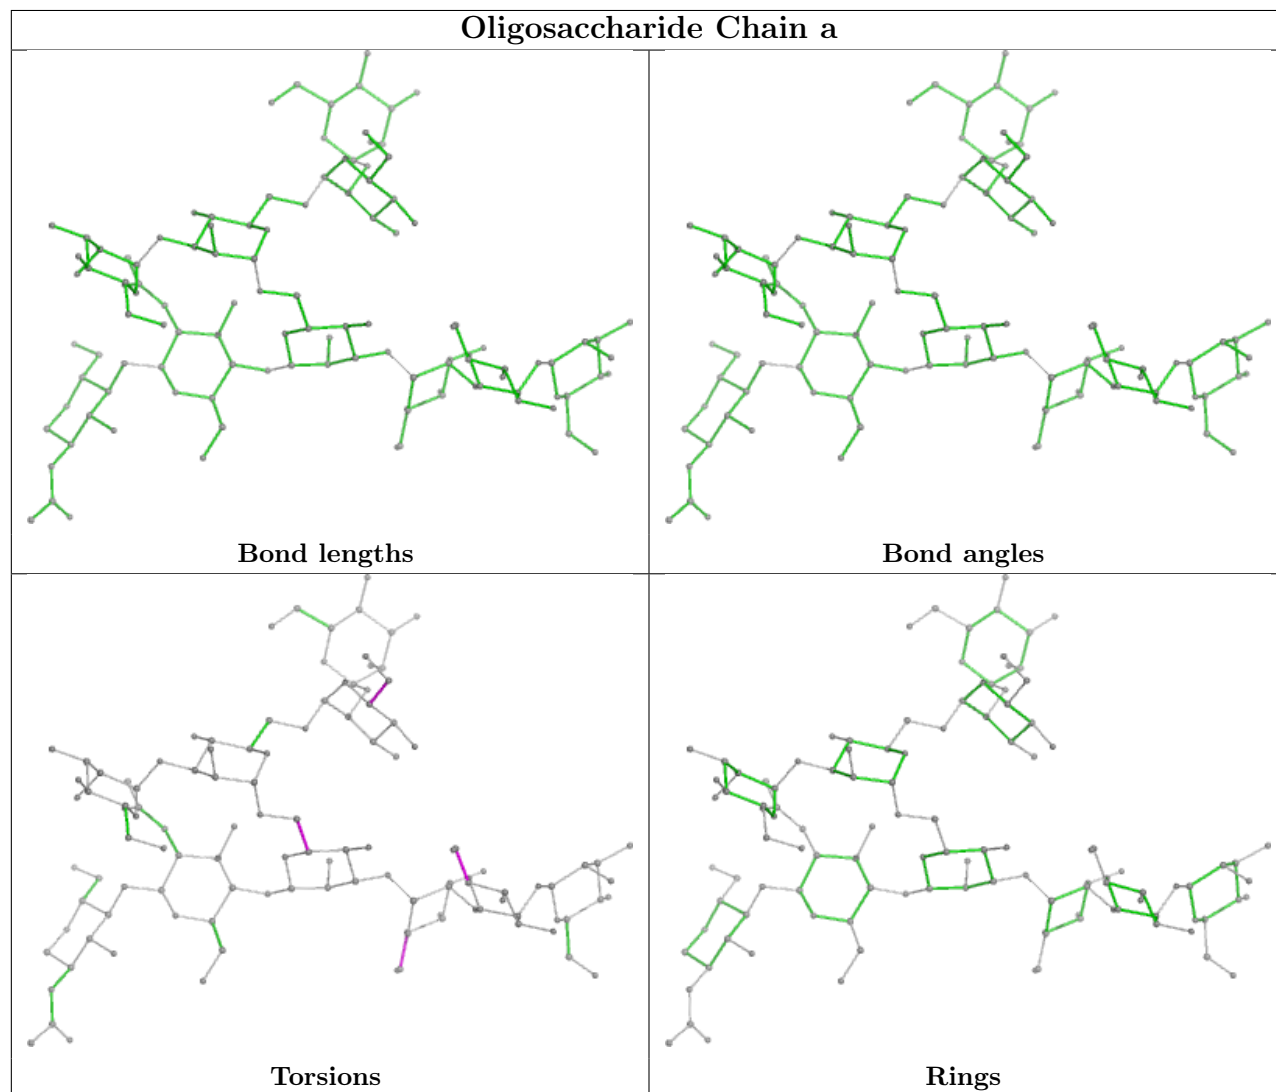 Oligosaccharide Chain a
Bond lengths
Bond angles
Torsions
Rings